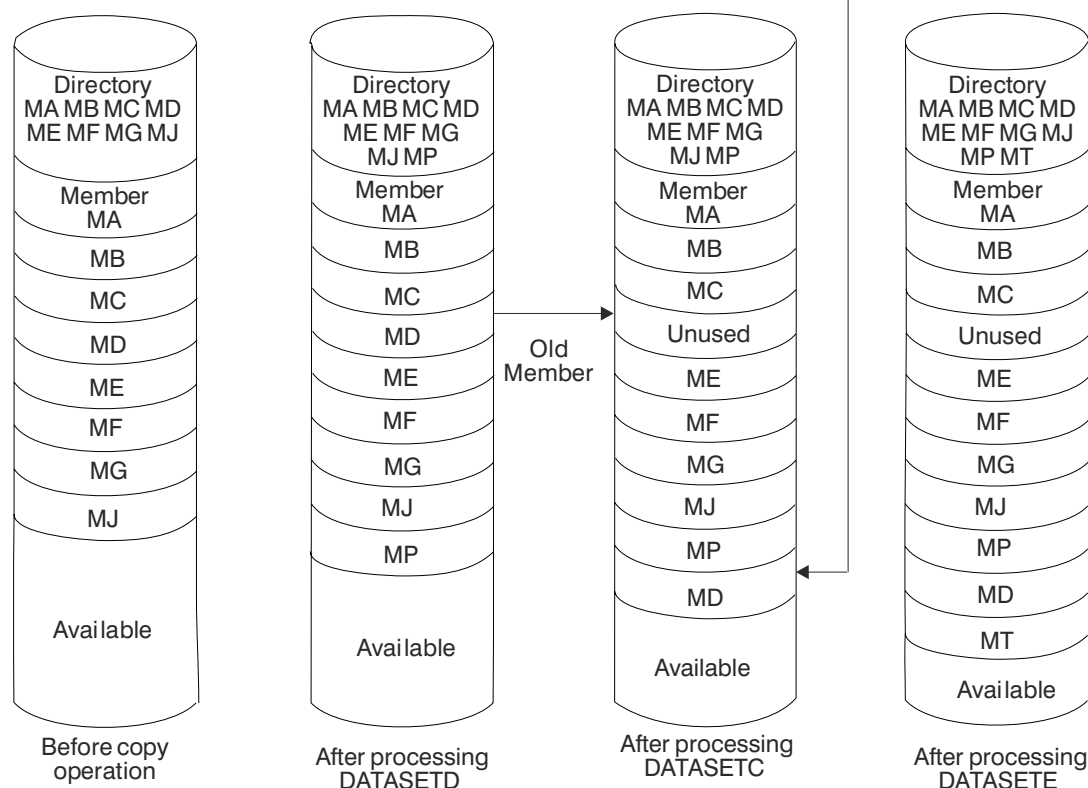 Directory
MA MB MC MD
ME MF MG MJ
Member
MA
MB
MC
MD
ME
MF
MG
MJ
Available
Before copy
operation
Directory
MA MB MC MD
ME MF MG
MJ MP
Member
MA
MB
MC
MD
ME
MF
MG
MJ
MP
Available
After processing
DATASETD
Old
Member
Directory
MA MB MC MD
ME MF MG
MJ MP
Member
MA
MB
MC
Unused
ME
MF
MG
MJ
MP
MD
Available
After processing
DATASETC
Directory
MA MB MC MD
ME MF MG MJ
MP MT
Member
MA
MB
MC
Unused
ME
MF
MG
MJ
MP
MD
MT
Available
After processing
DATASETE